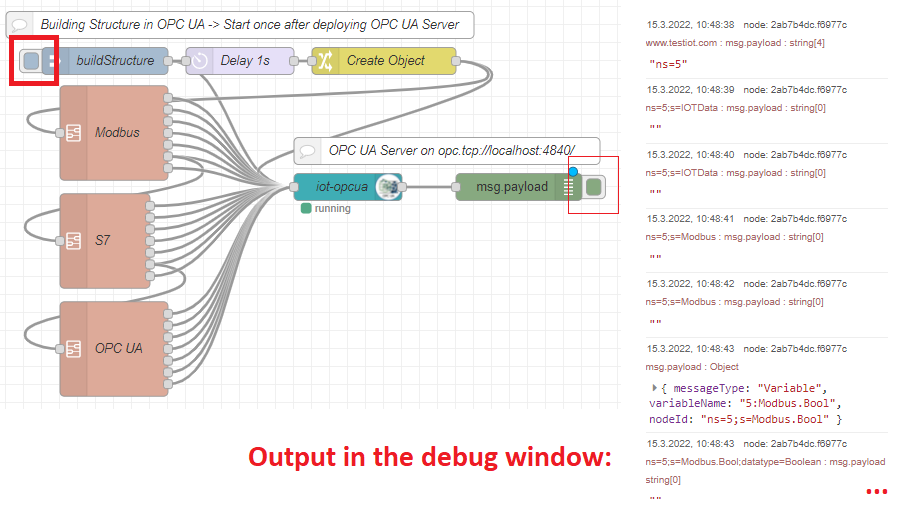 Building Structure in OPC UA -> Start once after deploying OPC UA Server
buildStructure
Delay 1s
Create Object
Modbus
OPC UA Server on opc.tcp://localhost:4840/
iot-opcua
msg.payload
running
S7
OPC UA
Output in the debug window:
15.3.2022, 10:48:38 node: 2ab7b4dc.f6977c
www.testiot.com : msg.payload : string[4]
"ns=5"
15.3.2022, 10:48:39 node: 2ab7b4dc.f6977c
ns=5;s=IOTData : msg.payload : string[0]
""
15.3.2022, 10:48:40 node: 2ab7b4dc.f6977c
ns=5;s=IOTData : msg.payload : string[0]
""
15.3.2022, 10:48:41 node: 2ab7b4dc.f6977c
ns=5;s=Modbus : msg.payload : string[0]
""
15.3.2022, 10:48:42 node: 2ab7b4dc.f6977c
ns=5;s=Modbus : msg.payload : string[0]
""
15.3.2022, 10:48:43 node: 2ab7b4dc.f6977c
msg.payload : Object
{ messageType: "Variable",
variableName: "5:Modbus.Bool",
nodeId: "ns=5;s=Modbus.Bool" }
15.3.2022, 10:48:43 node: 2ab7b4dc.f6977c
ns=5;s=Modbus.Bool;datatype=Boolean : msg.payload :
string[0]
""
...